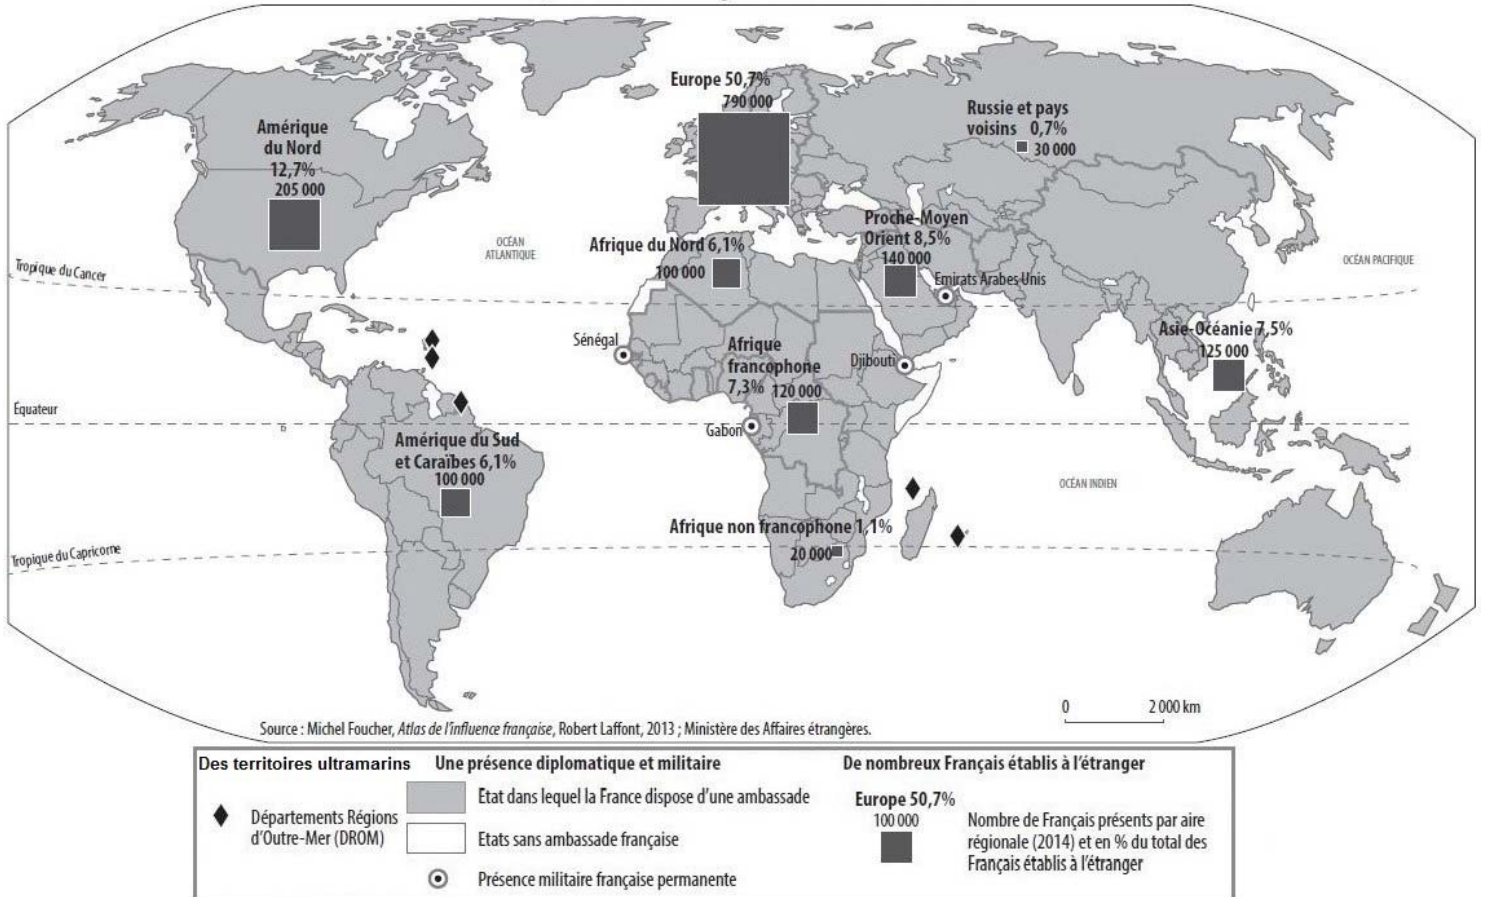 Europe 50,7%
790 000
Russie et pays
voisins 0,7%
30 000
Amérique
du Nord
12,7%
205 000
Proche-Moyen
Orient 8,5%
140 000
Afrique du Nord 6,1%
100 000
OCÉAN
ATLANTIQUE
OCÉAN PACIFIQUE
Tropique du Cancer
Emirats Arabes Unis
Sénégal
Afrique
francophone
7,3% 120 000
Djibouti
Asie-Océanie 7,5%
125 000
Équateur
Gabon
Amérique du Sud
et Caraïbes 6,1%
100 000
OCÉAN INDIEN
Afrique non francophone 1,1%
20 000
Tropique du Capricorne
0 2 000 km
Source : Michel Foucher, Atlas de l'influence française, Robert Laffont, 2013 ; Ministère des Affaires étrangères.
Des territoires ultramarins
Départements Régions
d'Outre-Mer (DROM)
Une présence diplomatique et militaire
Etat dans lequel la France dispose d'une ambassade
Etats sans ambassade française
Présence militaire française permanente
De nombreux Français établis à l'étranger
Europe 50,7%
100 000
Nombre de Français présents par aire
régionale (2014) et en % du total des
Français établis à l'étranger